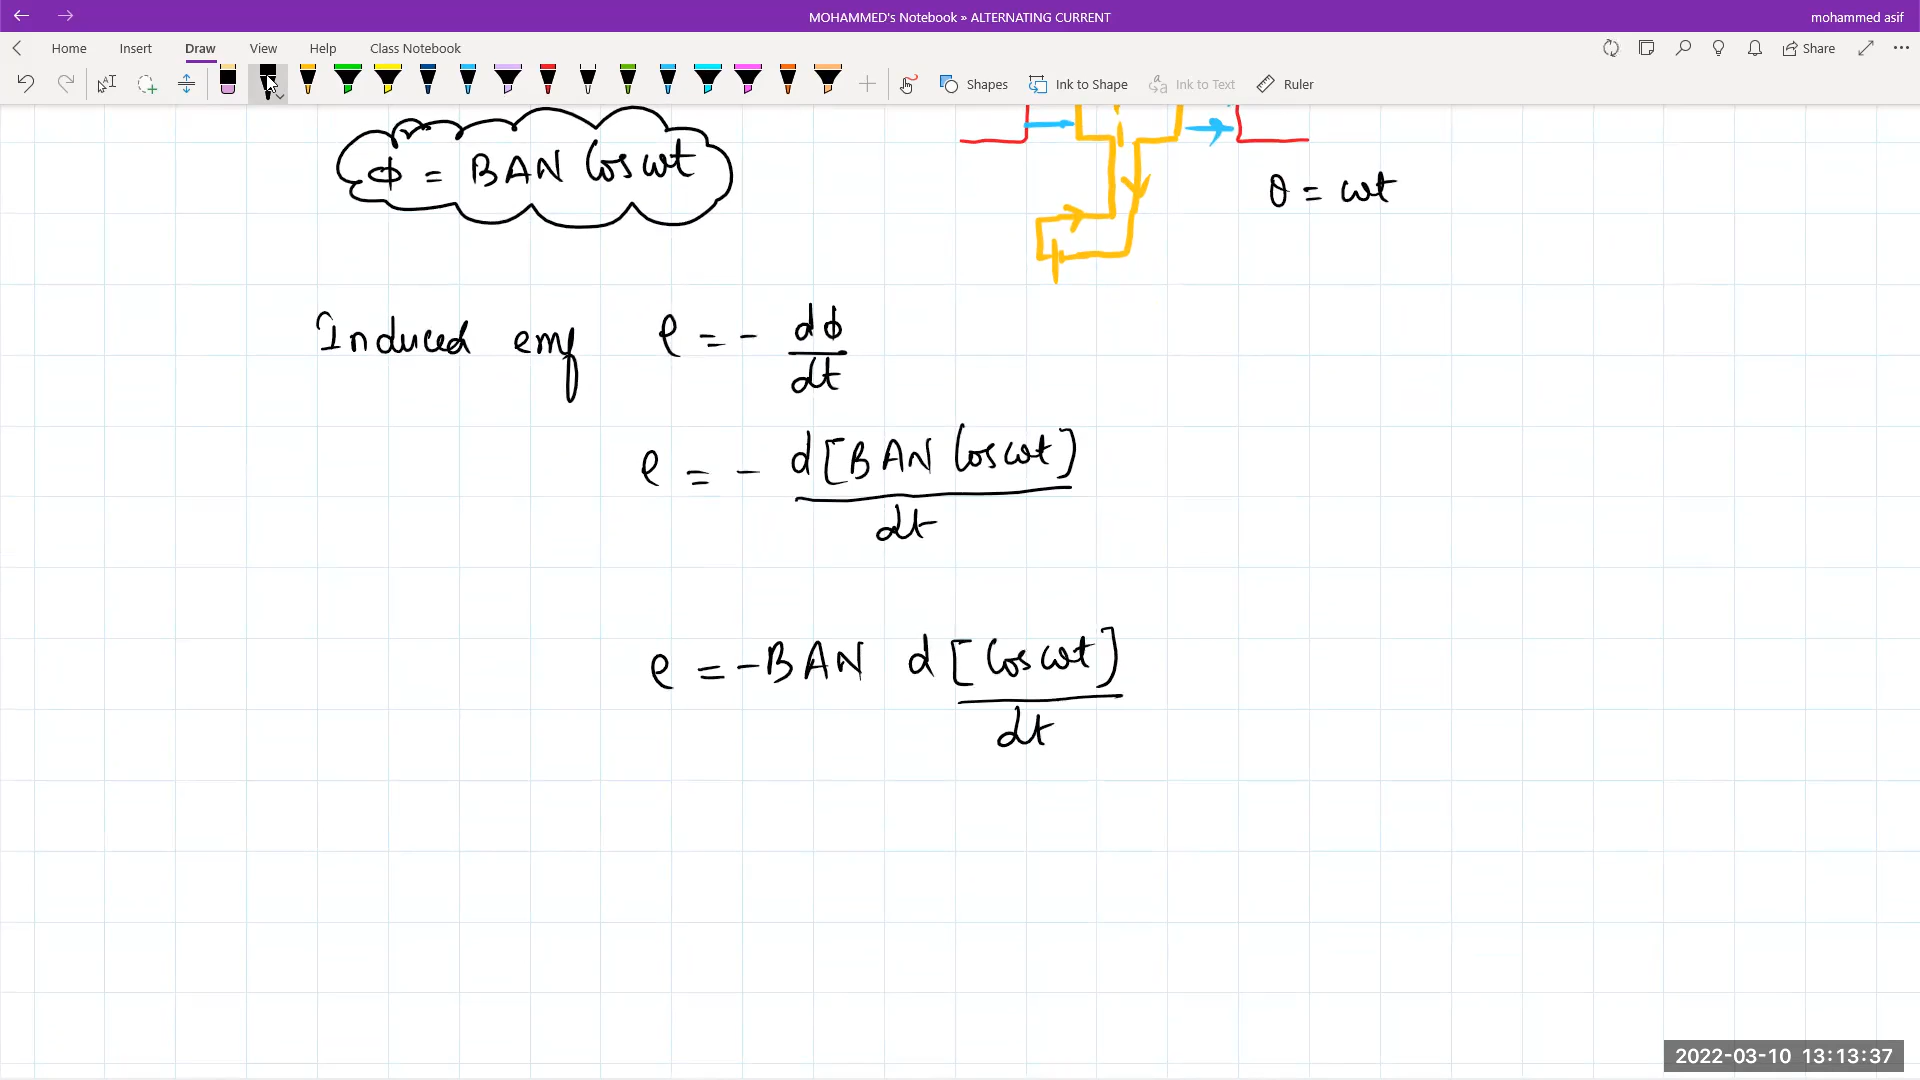 MOHAMMED's Notebook » ALTERNATING CURRENT
mohammed asif
Home Insert Draw View Help Class Notebook
Share
Shapes Ink to Shape Ink to Text Ruler
ϕ = BAN Cos ωt
θ = ωt
Induced emf e = - dϕ/dt
e = - d[BAN Cos ωt]/dt
e = -BAN d[Cos ωt]/dt
2022-03-10 13:13:37